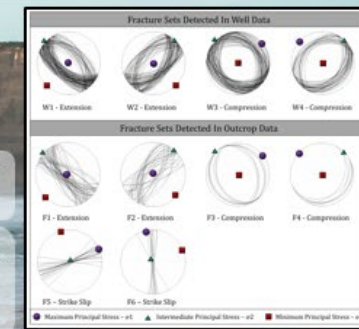 Fracture Sets Detected In Well Data
W1 - Extension W2 - Extension W3 - Compression W4 - Compression
Fracture Sets Detected In Outcrop Data
F1 - Extension F2 - Extension F3 - Compression F4 - Compression
F5 - Strike Slip F6 - Strike Slip
Maximum Principal Stress - σ1 Intermediate Principal Stress - σ2 Minimum Principal Stress -